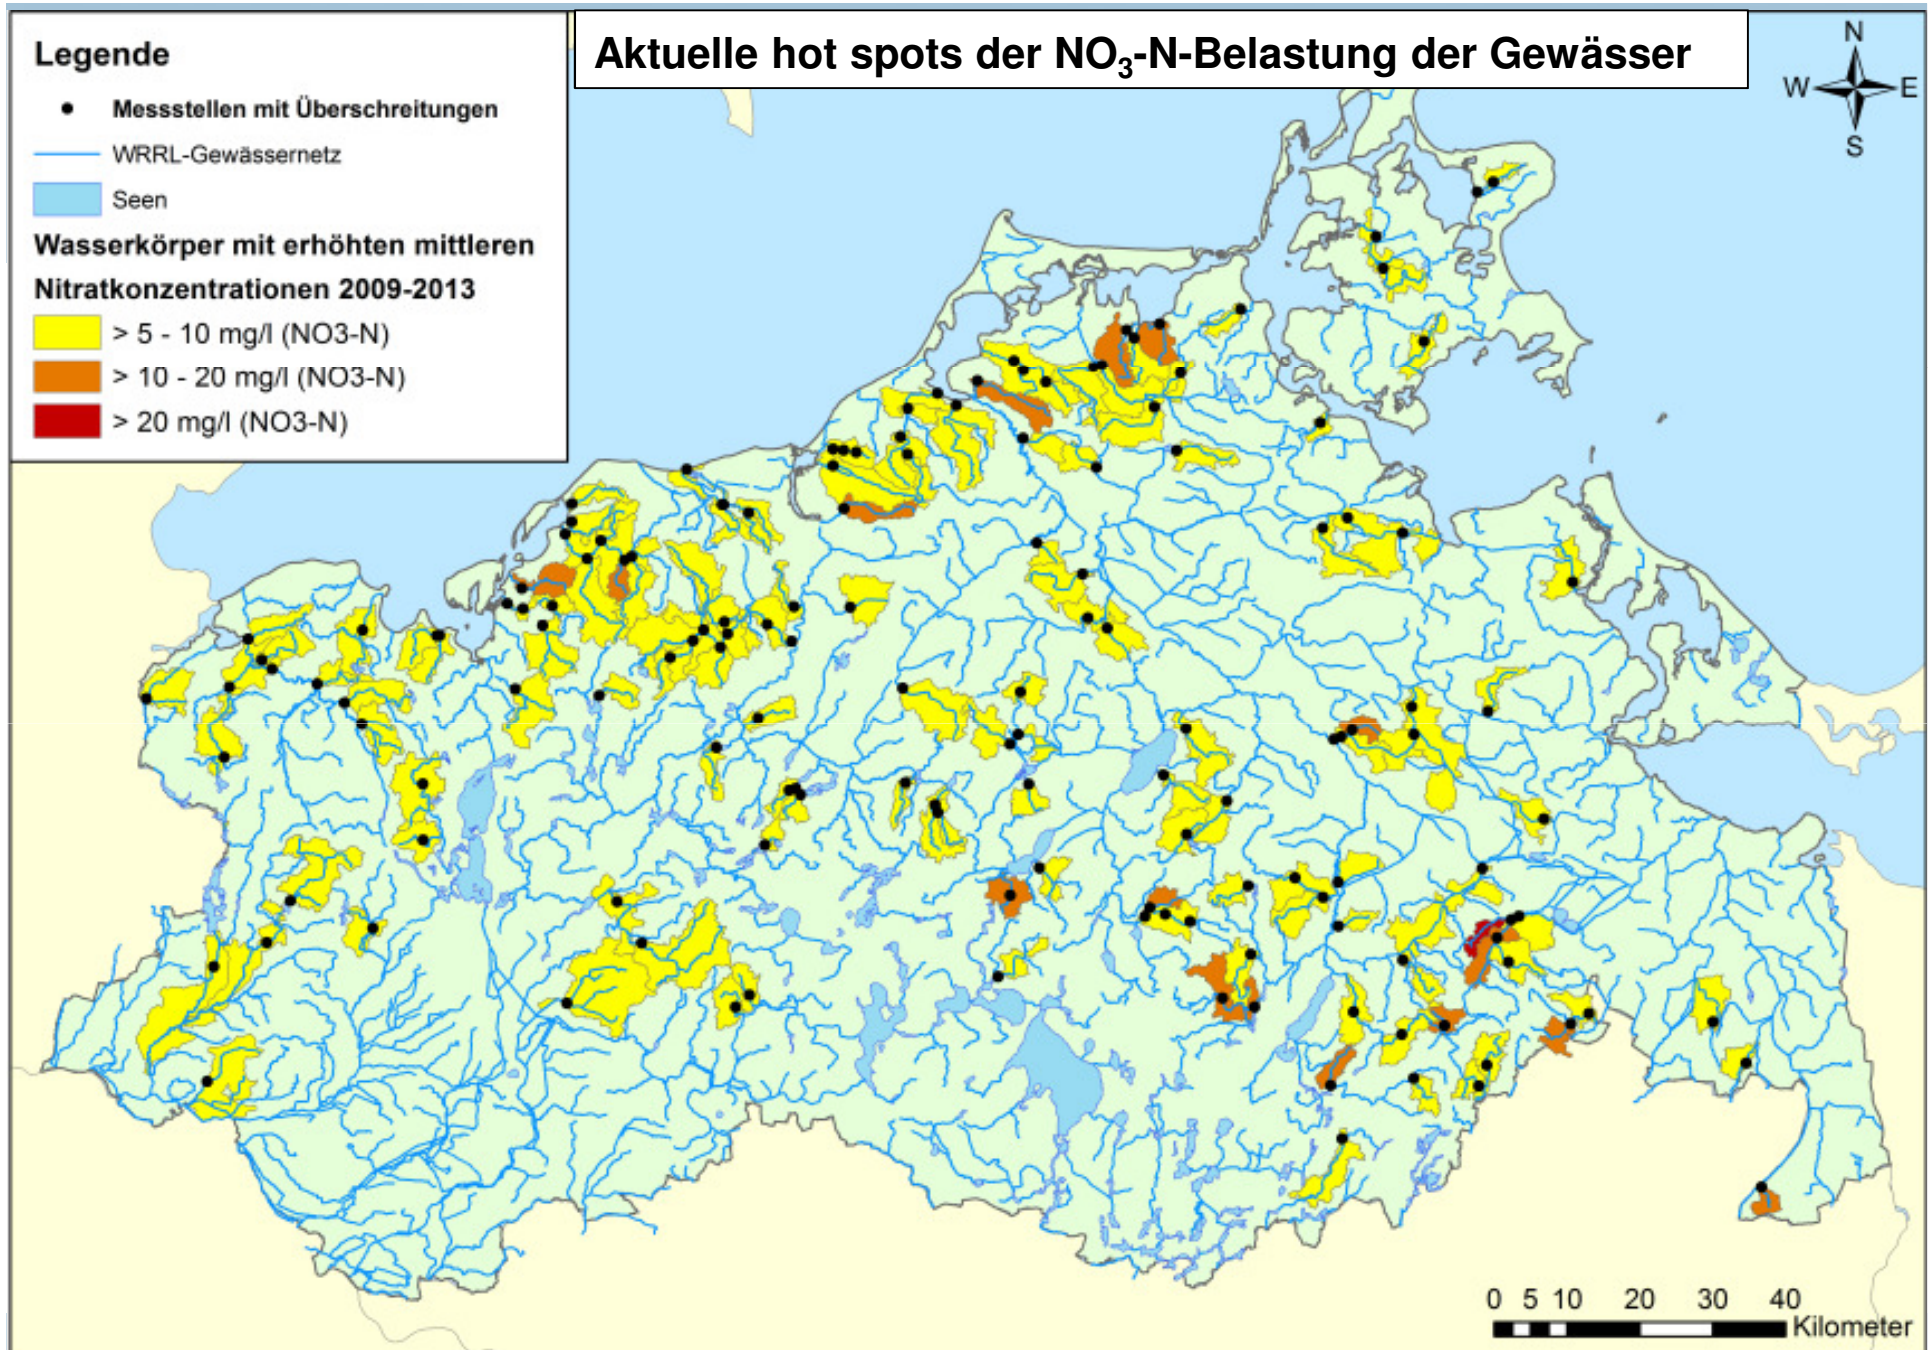 Aktuelle hot spots der NO₃-N-Belastung der Gewässer
Legende
Messstellen mit Überschreitungen
WRRL-Gewässernetz
Seen
Wasserkörper mit erhöhten mittleren
Nitratkonzentrationen 2009-2013
> 5 - 10 mg/l (NO3-N)
> 10 - 20 mg/l (NO3-N)
> 20 mg/l (NO3-N)
N
W E
S
0 5 10 20 30 40
Kilometer